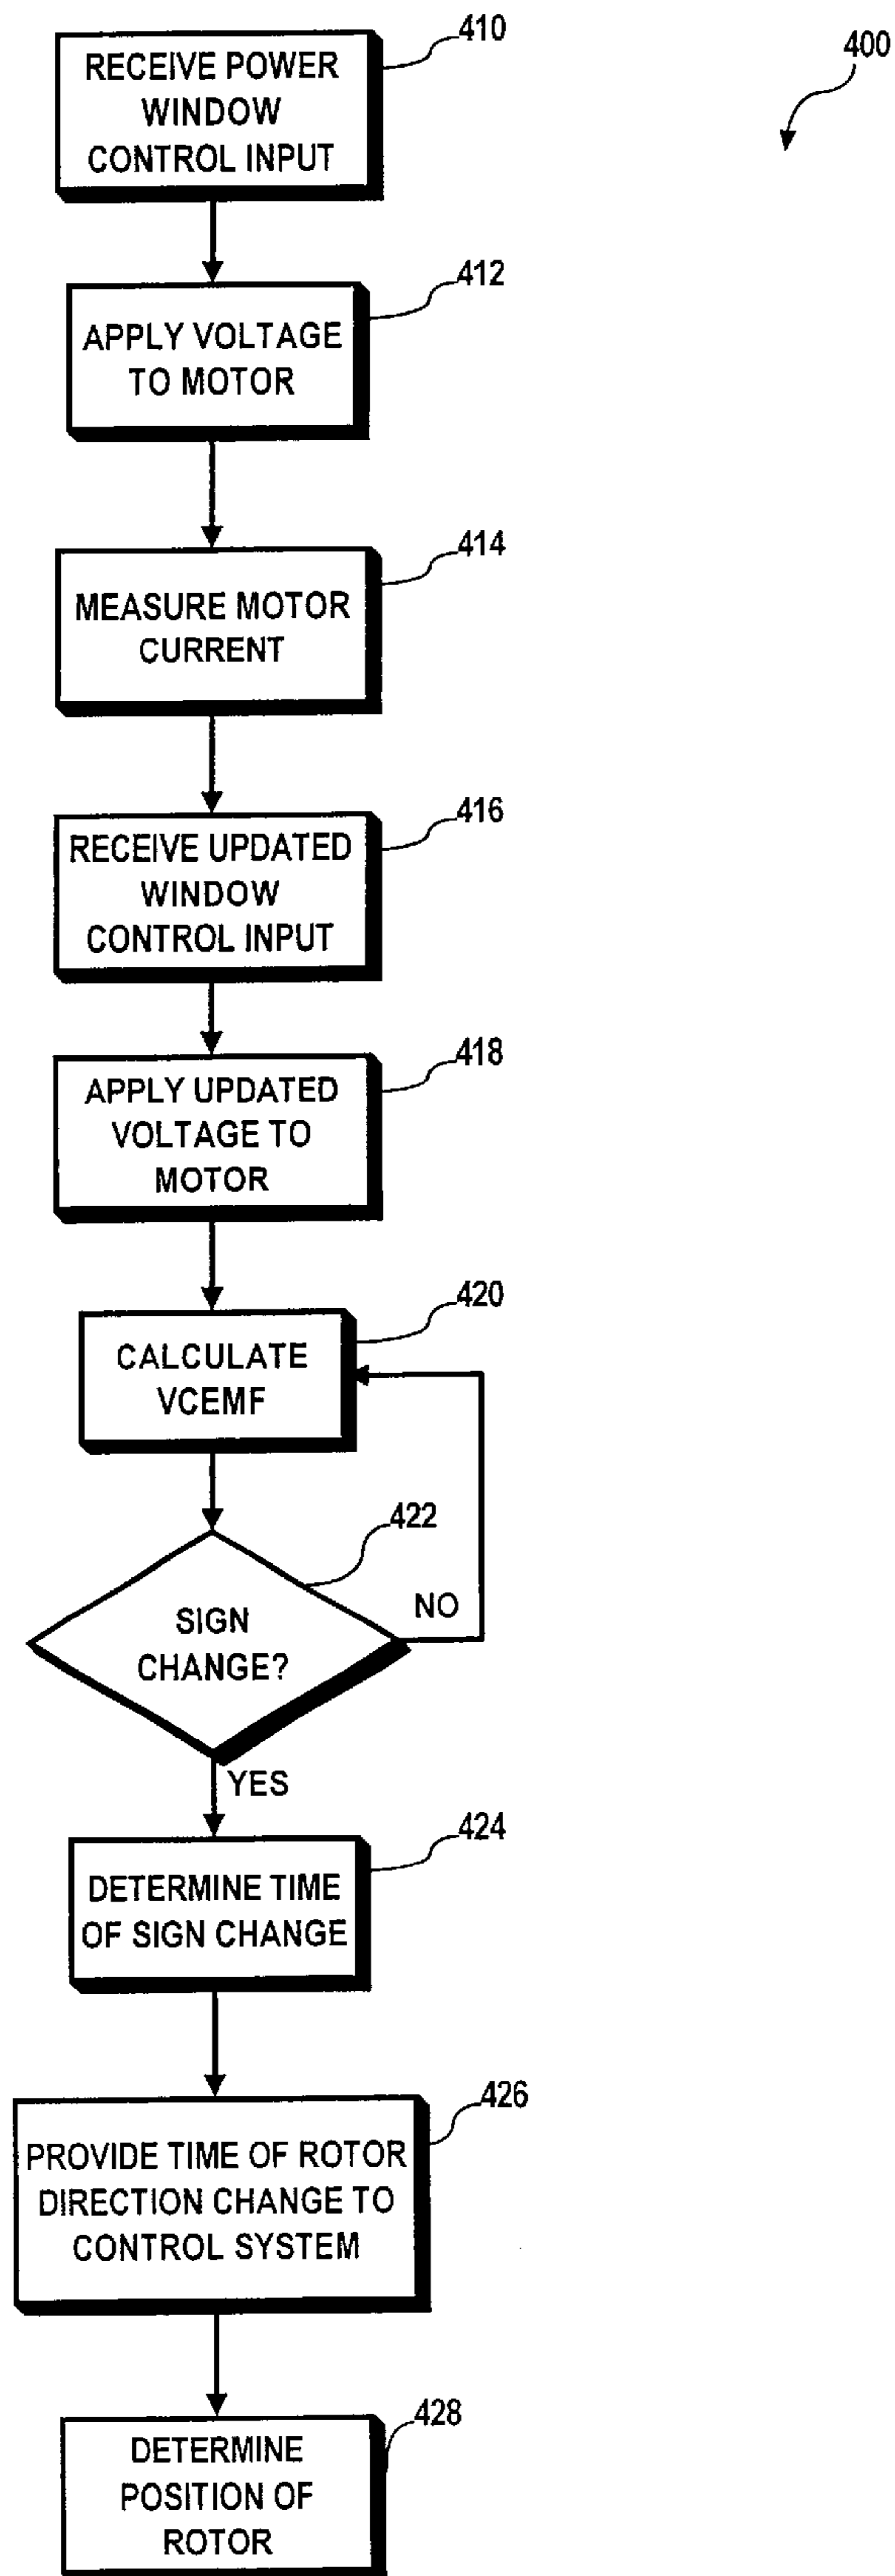 410
400
RECEIVE POWER
WINDOW
CONTROL INPUT
412
APPLY VOLTAGE
TO MOTOR
414
MEASURE MOTOR
CURRENT
416
RECEIVE UPDATED
WINDOW
CONTROL INPUT
418
APPLY UPDATED
VOLTAGE TO
MOTOR
420
CALCULATE
VCEMF
422
SIGN
CHANGE?
NO
YES
424
DETERMINE TIME
OF SIGN CHANGE
426
PROVIDE TIME OF ROTOR
DIRECTION CHANGE TO
CONTROL SYSTEM
428
DETERMINE
POSITION OF
ROTOR